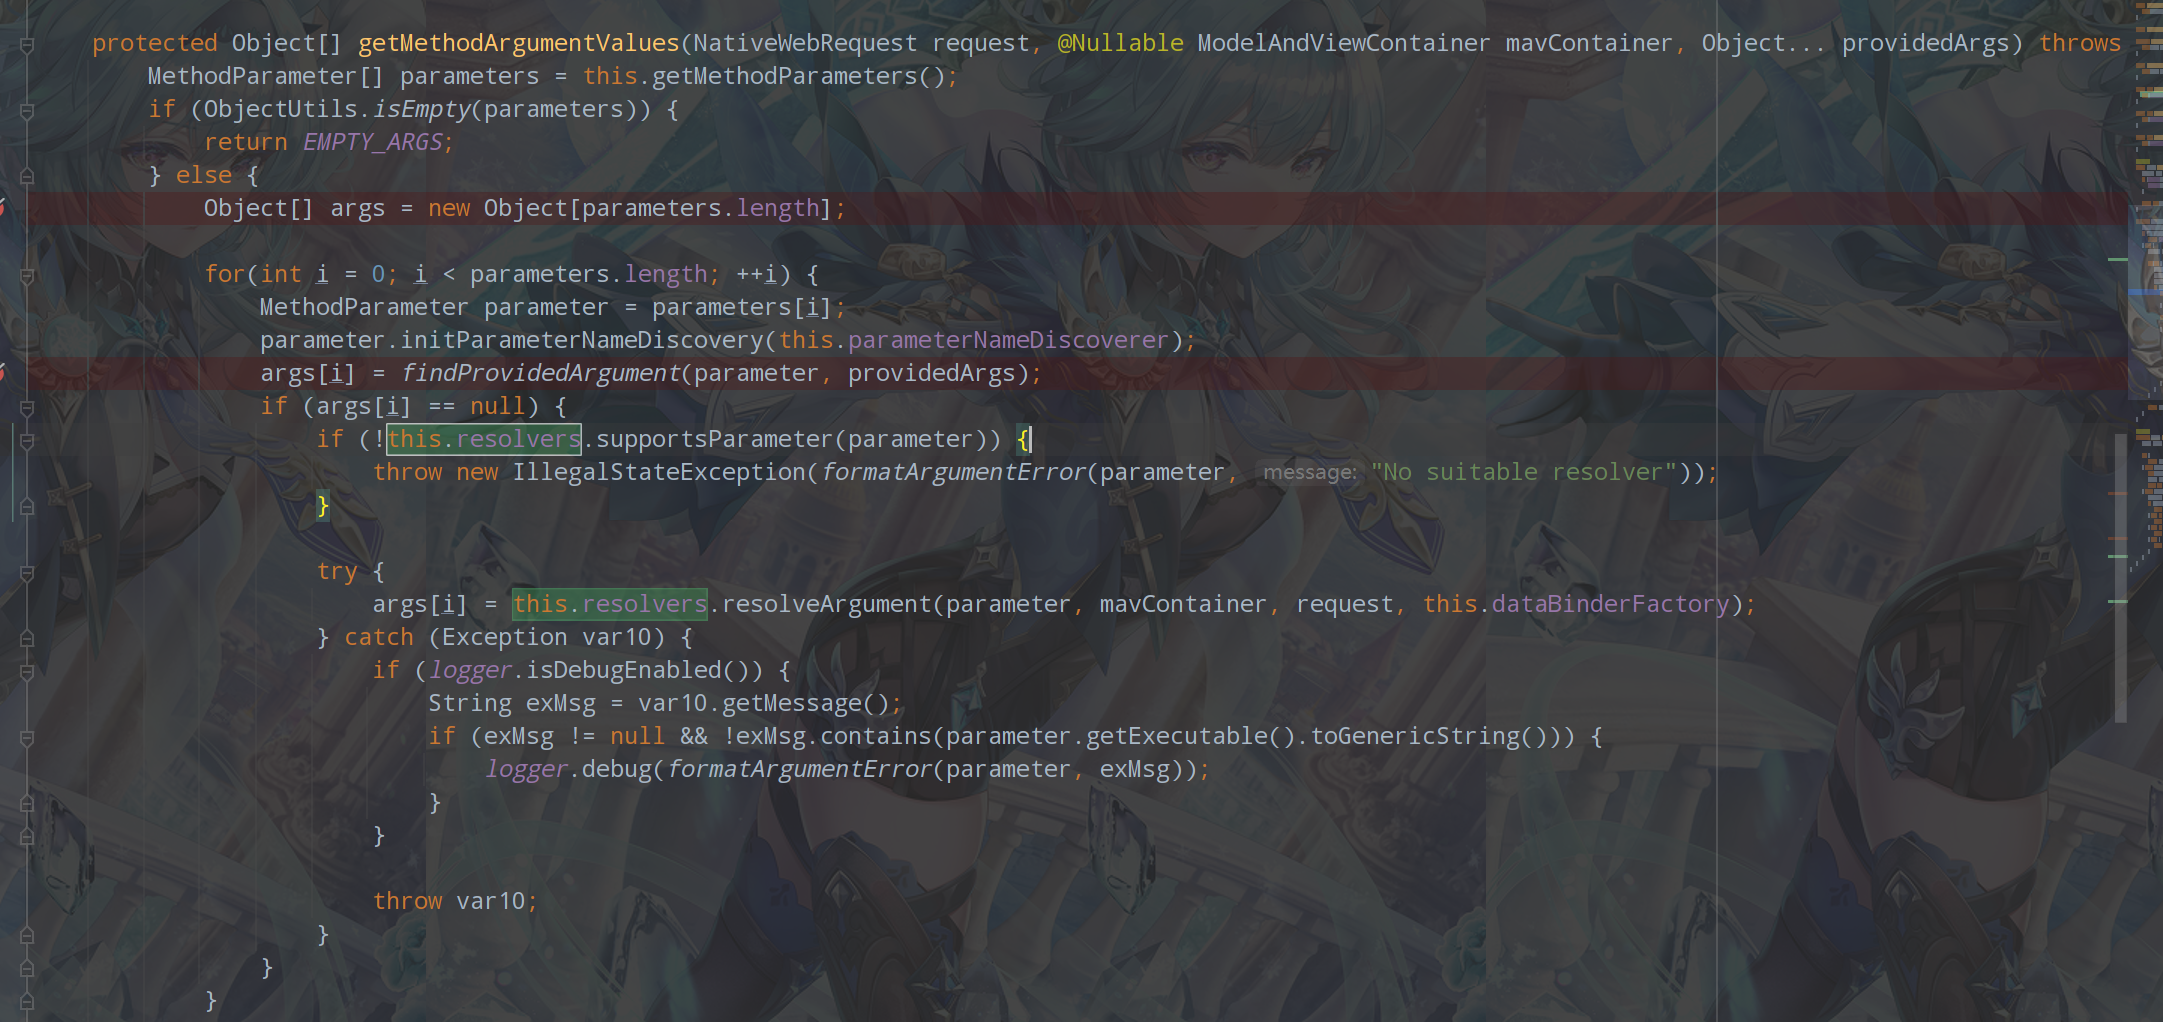 protected Object[] getMethodArgumentValues(NativeWebRequest request, @Nullable ModelAndViewContainer mavContainer, Object... providedArgs) throws
MethodParameter[] parameters = this.getMethodParameters();
if (ObjectUtils.isEmpty(parameters)) {
return EMPTY_ARGS;
} else {
Object[] args = new Object[parameters.length];
for(int i = 0; i < parameters.length; ++i) {
MethodParameter parameter = parameters[i];
parameter.initParameterNameDiscovery(this.parameterNameDiscoverer);
args[i] = findProvidedArgument(parameter, providedArgs);
if (args[i] == null) {
if (!this.resolvers.supportsParameter(parameter)) {
throw new IllegalStateException(formatArgumentError(parameter, message: "No suitable resolver"));
}
try {
args[i] = this.resolvers.resolveArgument(parameter, mavContainer, request, this.dataBinderFactory);
} catch (Exception var10) {
if (logger.isDebugEnabled()) {
String exMsg = var10.getMessage();
if (exMsg != null && !exMsg.contains(parameter.getExecutable().toGenericString())) {
logger.debug(formatArgumentError(parameter, exMsg));
}
}
throw var10;
}
}
}